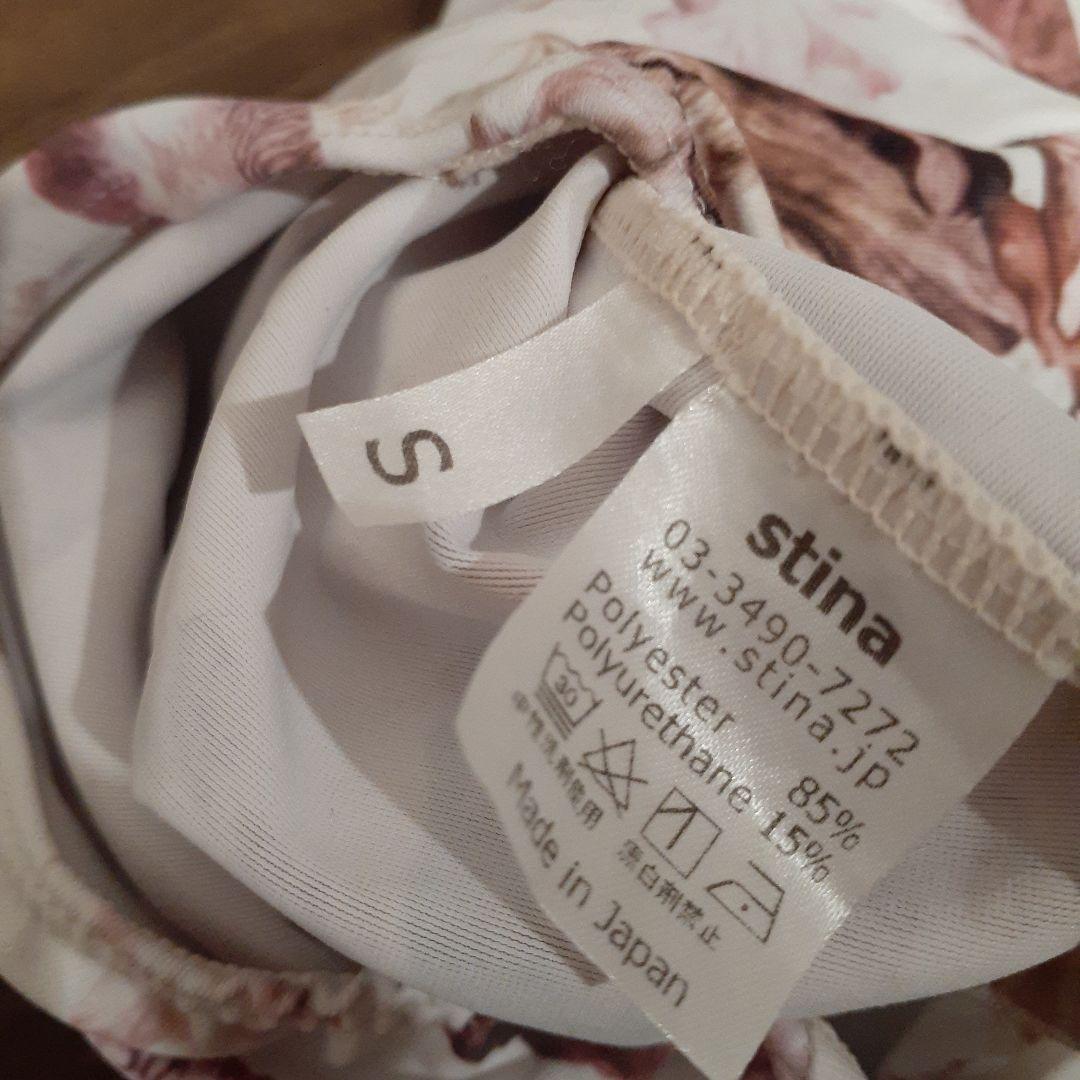 S
stina
03-3490-7272
www.stina.jp
Polyester 85%
Polyurethane 15%
30
中性洗剤使用
蛍白剤禁止
Made in Japan